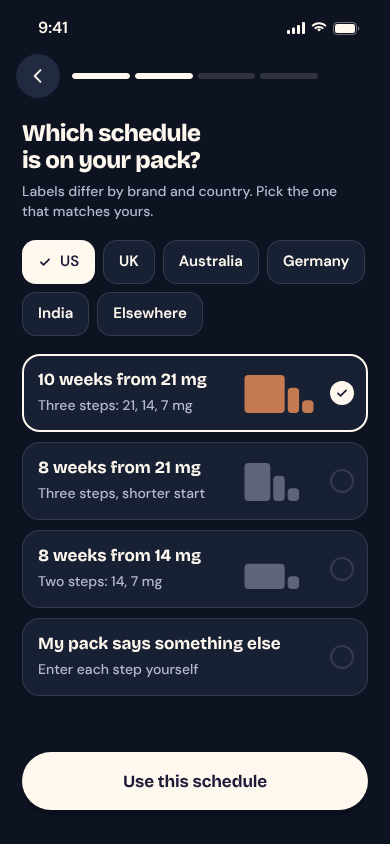 9:41
Which schedule
is on your pack?
Labels differ by brand and country. Pick the one
that matches yours.
US
UK
Australia
Germany
India
Elsewhere
10 weeks from 21 mg
Three steps: 21, 14, 7 mg
8 weeks from 21 mg
Three steps, shorter start
8 weeks from 14 mg
Two steps: 14, 7 mg
My pack says something else
Enter each step yourself
Use this schedule